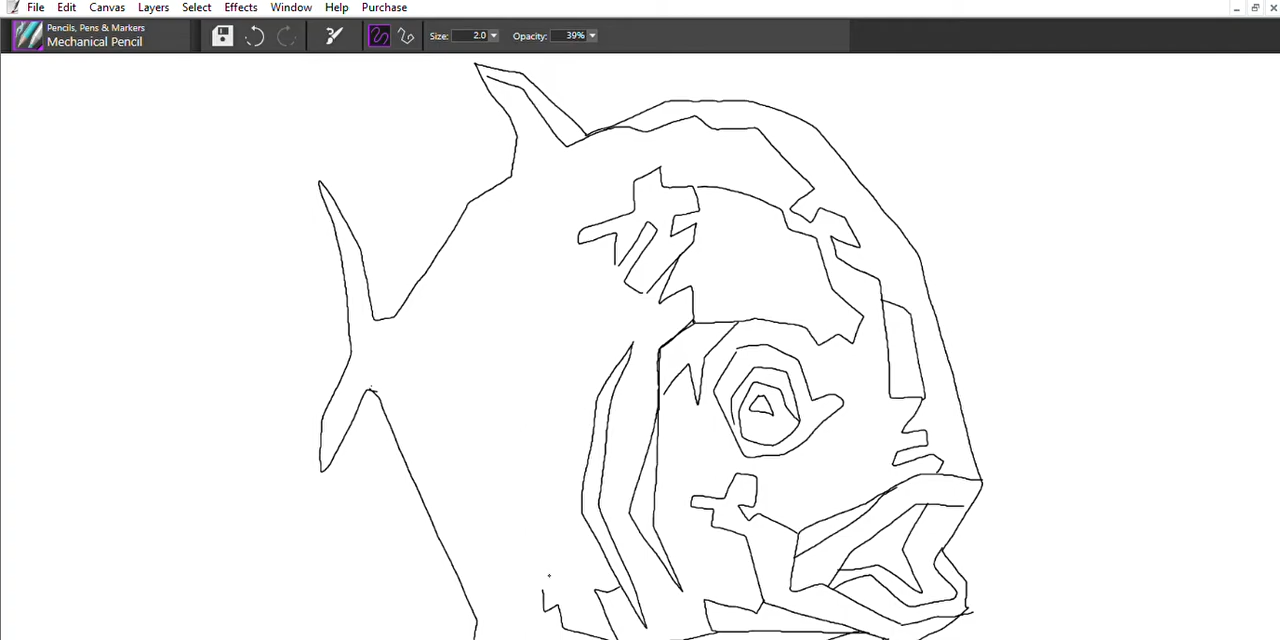 File Edit Canvas Layers Select Effects Window Help Purchase
Pencils, Pens & Markers
Mechanical Pencil
Size: 2.0 Opacity: 39%